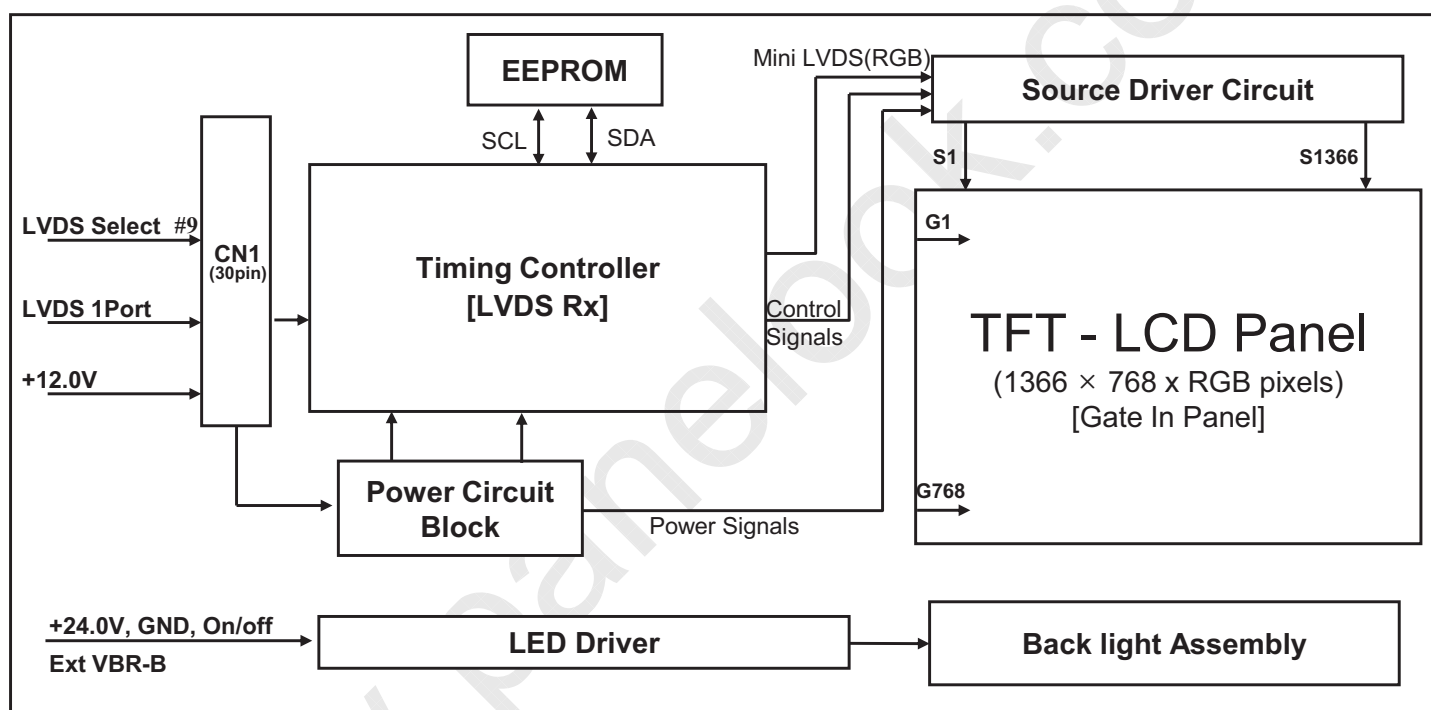 EEPROM
SCL
SDA
Mini LVDS(RGB)
Source Driver Circuit
S1
S1366
LVDS Select #9
LVDS 1Port
+12.0V
CN1
(30pin)
Timing Controller
[LVDS Rx]
Control
Signals
G1
TFT - LCD Panel
(1366 × 768 x RGB pixels)
[Gate In Panel]
G768
Power Circuit
Block
Power Signals
+24.0V, GND, On/off
Ext VBR-B
LED Driver
Back light Assembly
panelook.co